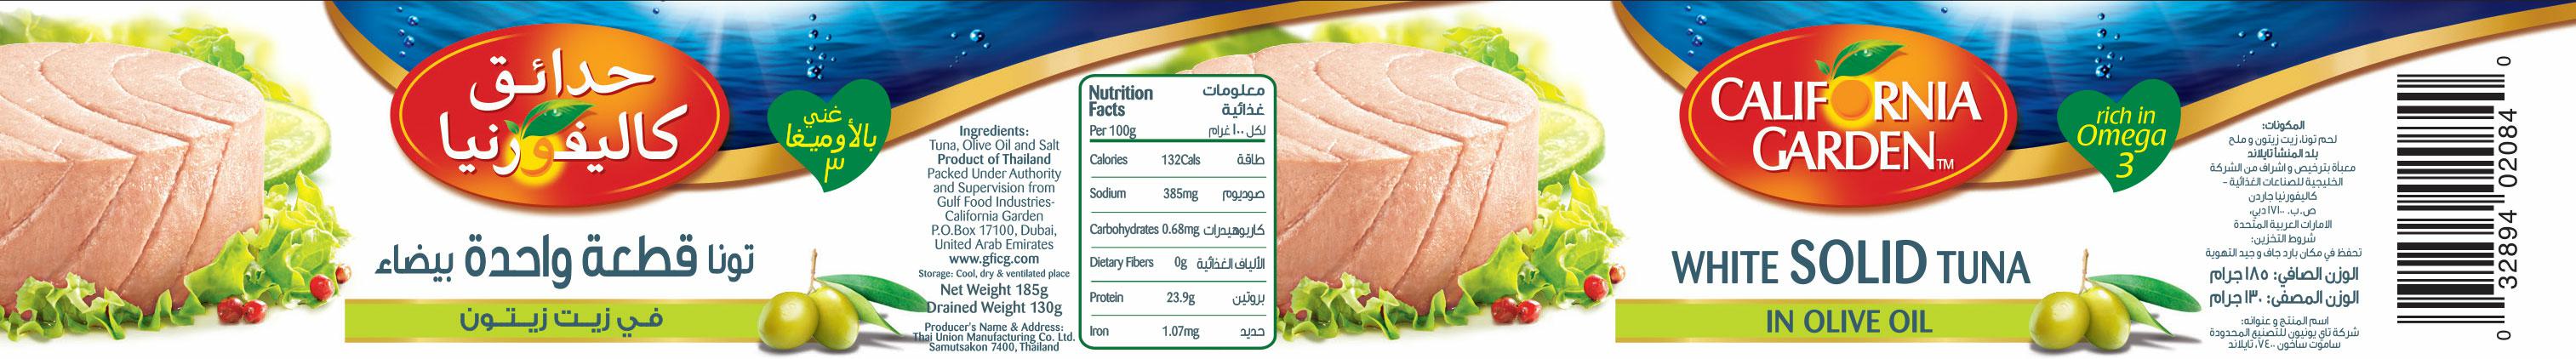 حدائق
كاليفورنيا
غني
بالأوميغا
٣
تونا قطعة واحدة بيضاء
في زيت زيتون
Ingredients:
Tuna, Olive Oil and Salt
Product of Thailand
Packed Under Authority
and Supervision from
Gulf Food Industries-
California Garden
P.O.Box 17100, Dubai,
United Arab Emirates
www.gficg.com
Storage: Cool, dry & ventilated place
Net Weight 185g
Drained Weight 130g
Producer's Name & Address:
Thai Union Manufacturing Co. Ltd.
Samutsakon 7400, Thailand
Nutrition Facts معلومات غذائية
Per 100g لكل ١٠٠ غرام
Calories 132Cals طاقة
Sodium 385mg صوديوم
Carbohydrates 0.68mg كاربوهيدرات
Dietary Fibers 0g الألياف الغذائية
Protein 23.9g بروتين
Iron 1.07mg حديد
CALIFORNIA
GARDEN™
rich in
Omega
3
WHITE SOLID TUNA
IN OLIVE OIL
المكونات:
لحم تونا، زيت زيتون و ملح
بلد المنشأ تايلاند
معبأة بترخيص و اشراف من الشركة
الخليجية للصناعات الغذائية -
كاليفورنيا جاردن
ص.ب. ١٧١٠٠ دبي،
الامارات العربية المتحدة
شروط التخزين:
تحفظ في مكان بارد جاف و جيد التهوية
الوزن الصافي: ١٨٥ جرام
الوزن المصفى: ١٣٠ جرام
اسم المنتج و عنوانه:
شركة تاي يونيون للتصنيع المحدودة
ساموت ساخون ٧٤٠٠، تايلاند
0 32894 02084 0